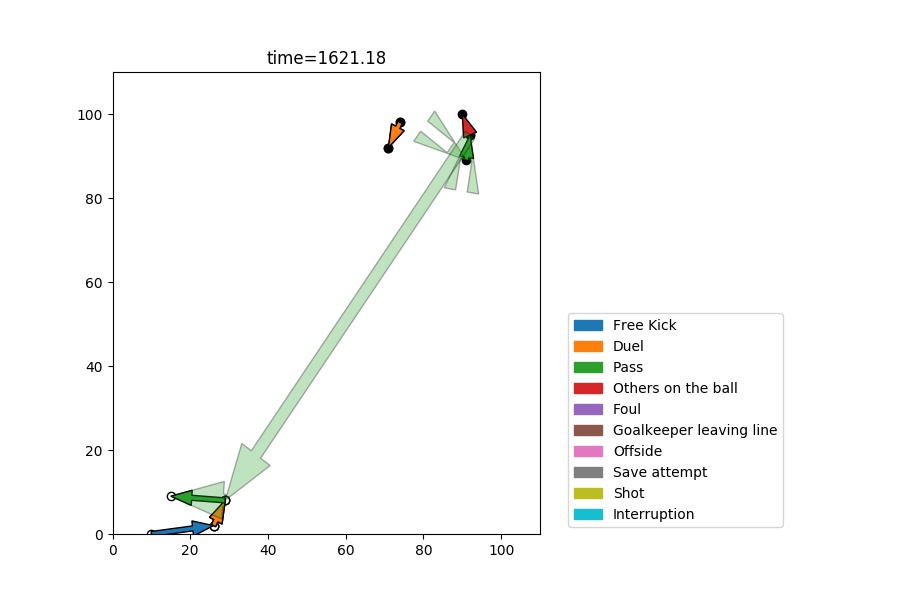 time=1621.18
100
80
60
40
20
0
0 20 40 60 80 100
Free Kick
Duel
Pass
Others on the ball
Foul
Goalkeeper leaving line
Offside
Save attempt
Shot
Interruption